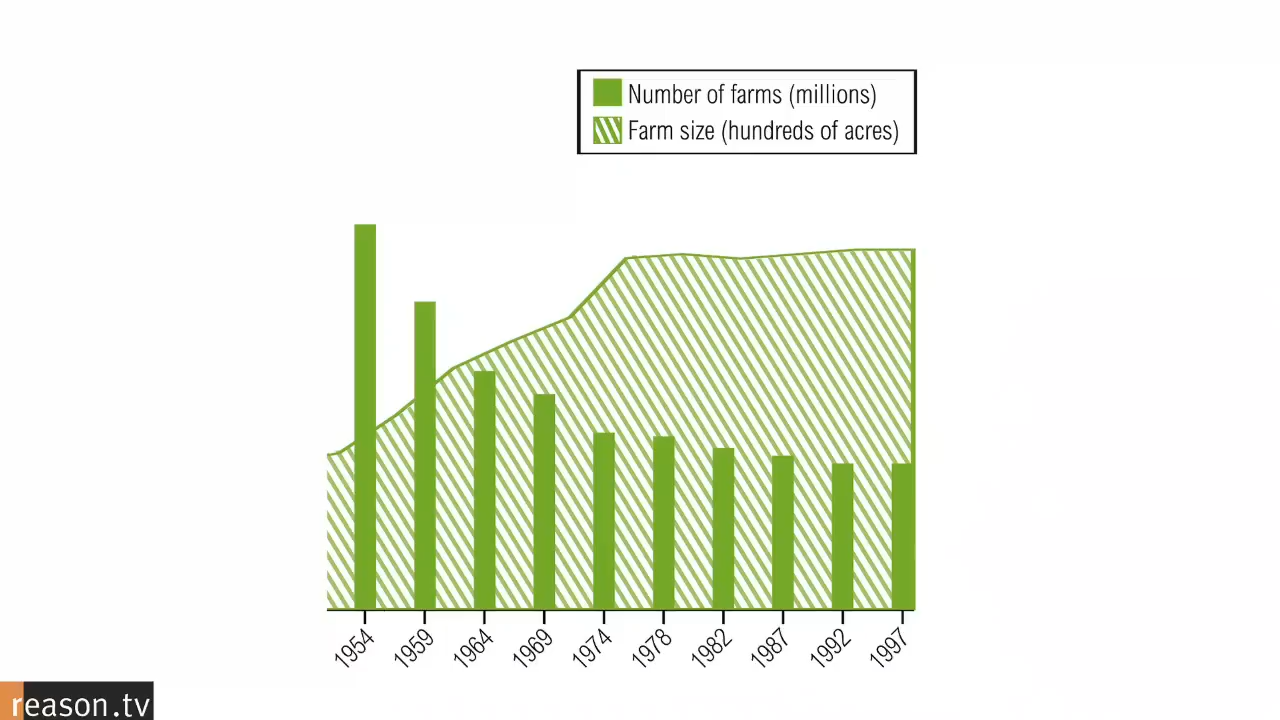 Number of farms (millions)
Farm size (hundreds of acres)
1954 1959 1964 1969 1974 1978 1982 1987 1992 1997
reason.tv